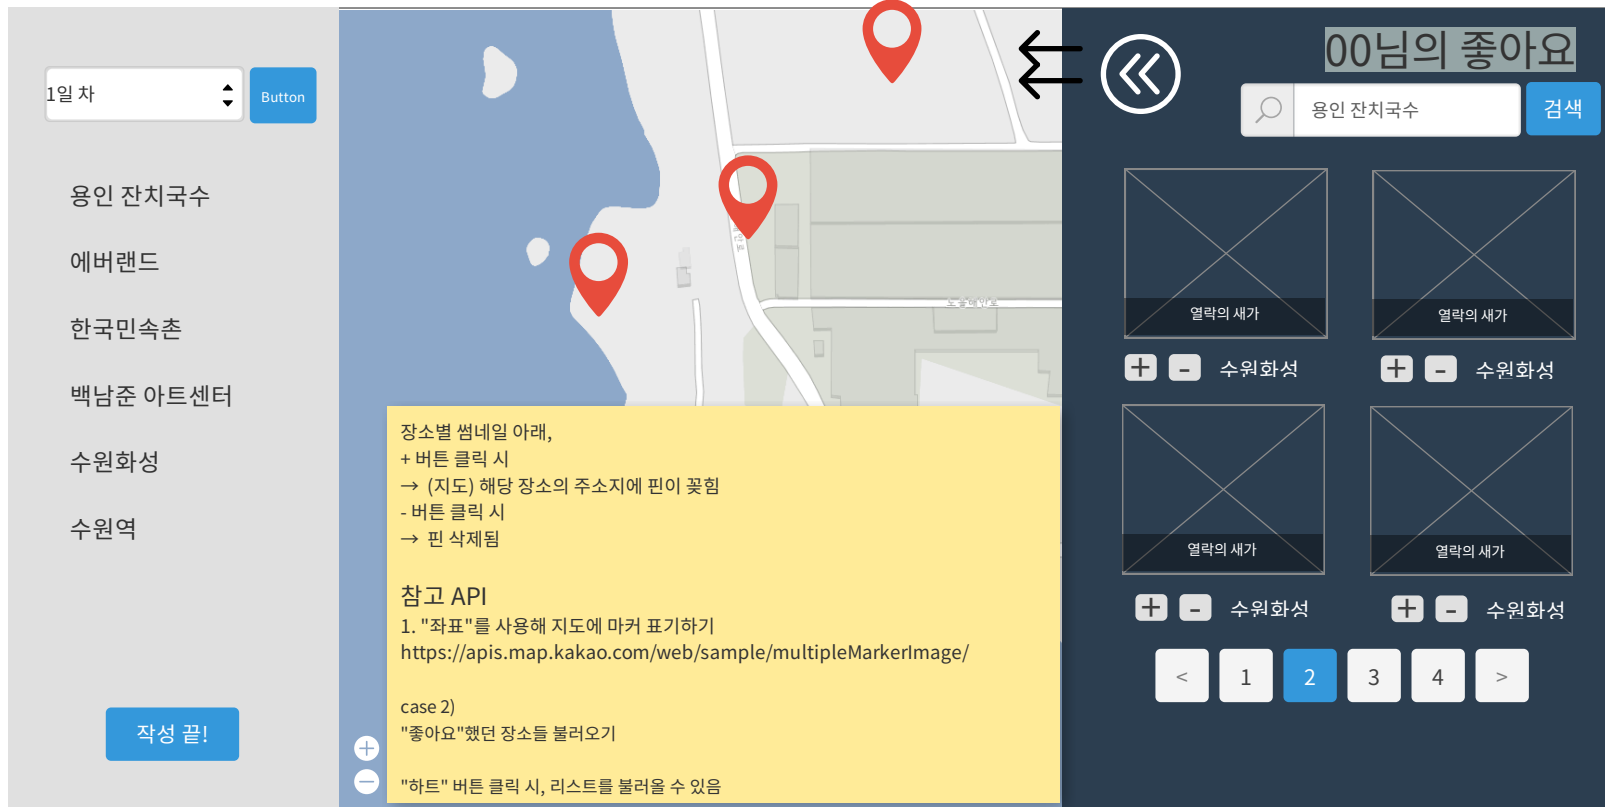 1일 차
Button
용인 잔치국수
에버랜드
한국민속촌
백남준 아트센터
수원화성
수원역
작성 끝!
도율해안로
장소별 썸네일 아래,
+ 버튼 클릭 시
→ (지도) 해당 장소의 주소지에 핀이 꽂힘
- 버튼 클릭 시
→ 핀 삭제됨
참고 API
1. "좌표"를 사용해 지도에 마커 표기하기
https://apis.map.kakao.com/web/sample/multipleMarkerImage/
case 2)
"좋아요"했던 장소들 불러오기
"하트" 버튼 클릭 시, 리스트를 불러올 수 있음
00님의 좋아요
용인 잔치국수
검색
열락의 새가
열락의 새가
+ - 수원화성
+ - 수원화성
열락의 새가
열락의 새가
+ - 수원화성
+ - 수원화성
< 1 2 3 4 >